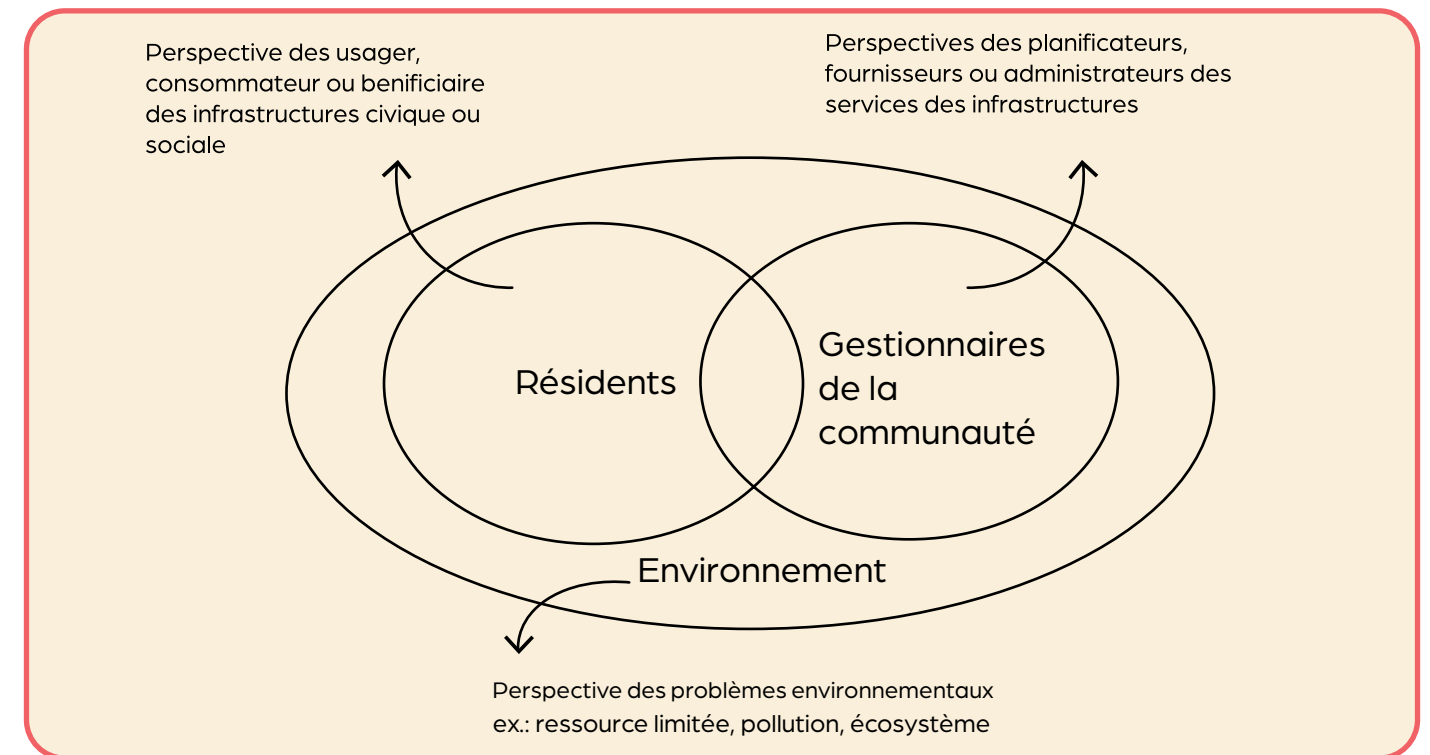 Perspective des usager,
consommateur ou benificiaire
des infrastructures civique ou
sociale
Perspectives des planificateurs,
fournisseurs ou administrateurs des
services des infrastructures
Résidents
Gestionnaires
de la
communauté
Environnement
Perspective des problèmes environnementaux
ex.: ressource limitée, pollution, écosystème